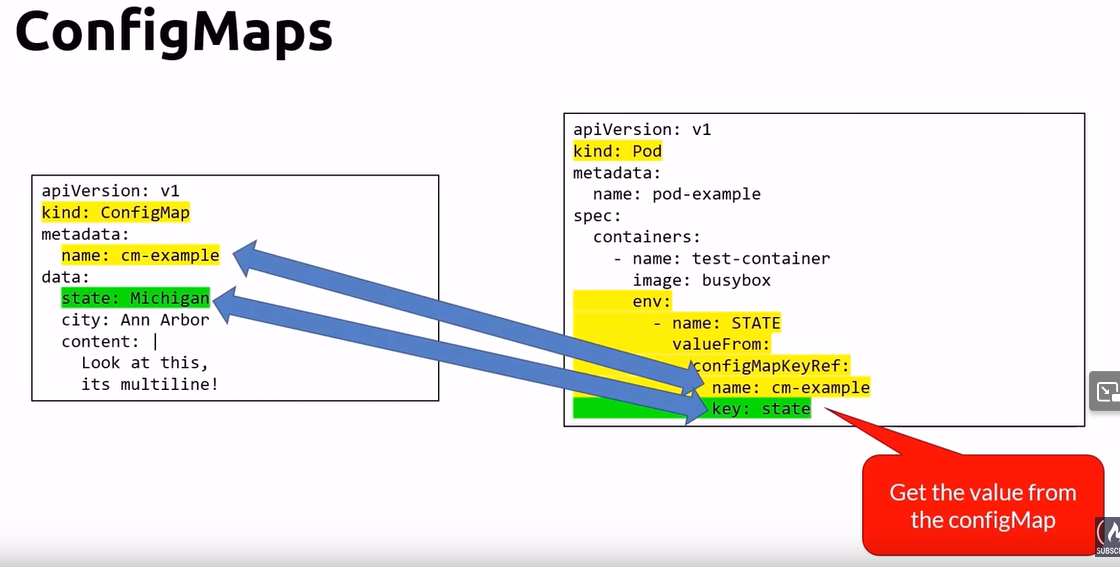 ConfigMaps
apiVersion: v1
kind: ConfigMap
metadata:
  name: cm-example
data:
  state: Michigan
  city: Ann Arbor
  content: |
    Look at this,
    its multiline!
apiVersion: v1
kind: Pod
metadata:
  name: pod-example
spec:
  containers:
    - name: test-container
      image: busybox
      env:
        - name: STATE
          valueFrom:
            configMapKeyRef:
              name: cm-example
              key: state
Get the value from
the configMap